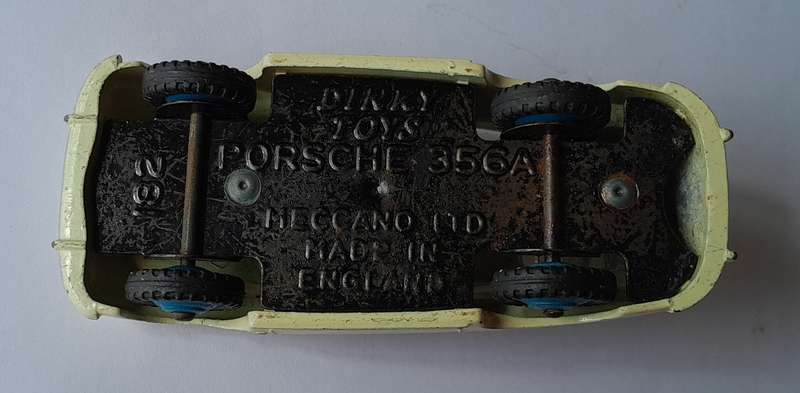 DINKY
TOYS
PORSCHE 356A
182
MECCANO LTD
MADE IN
ENGLAND